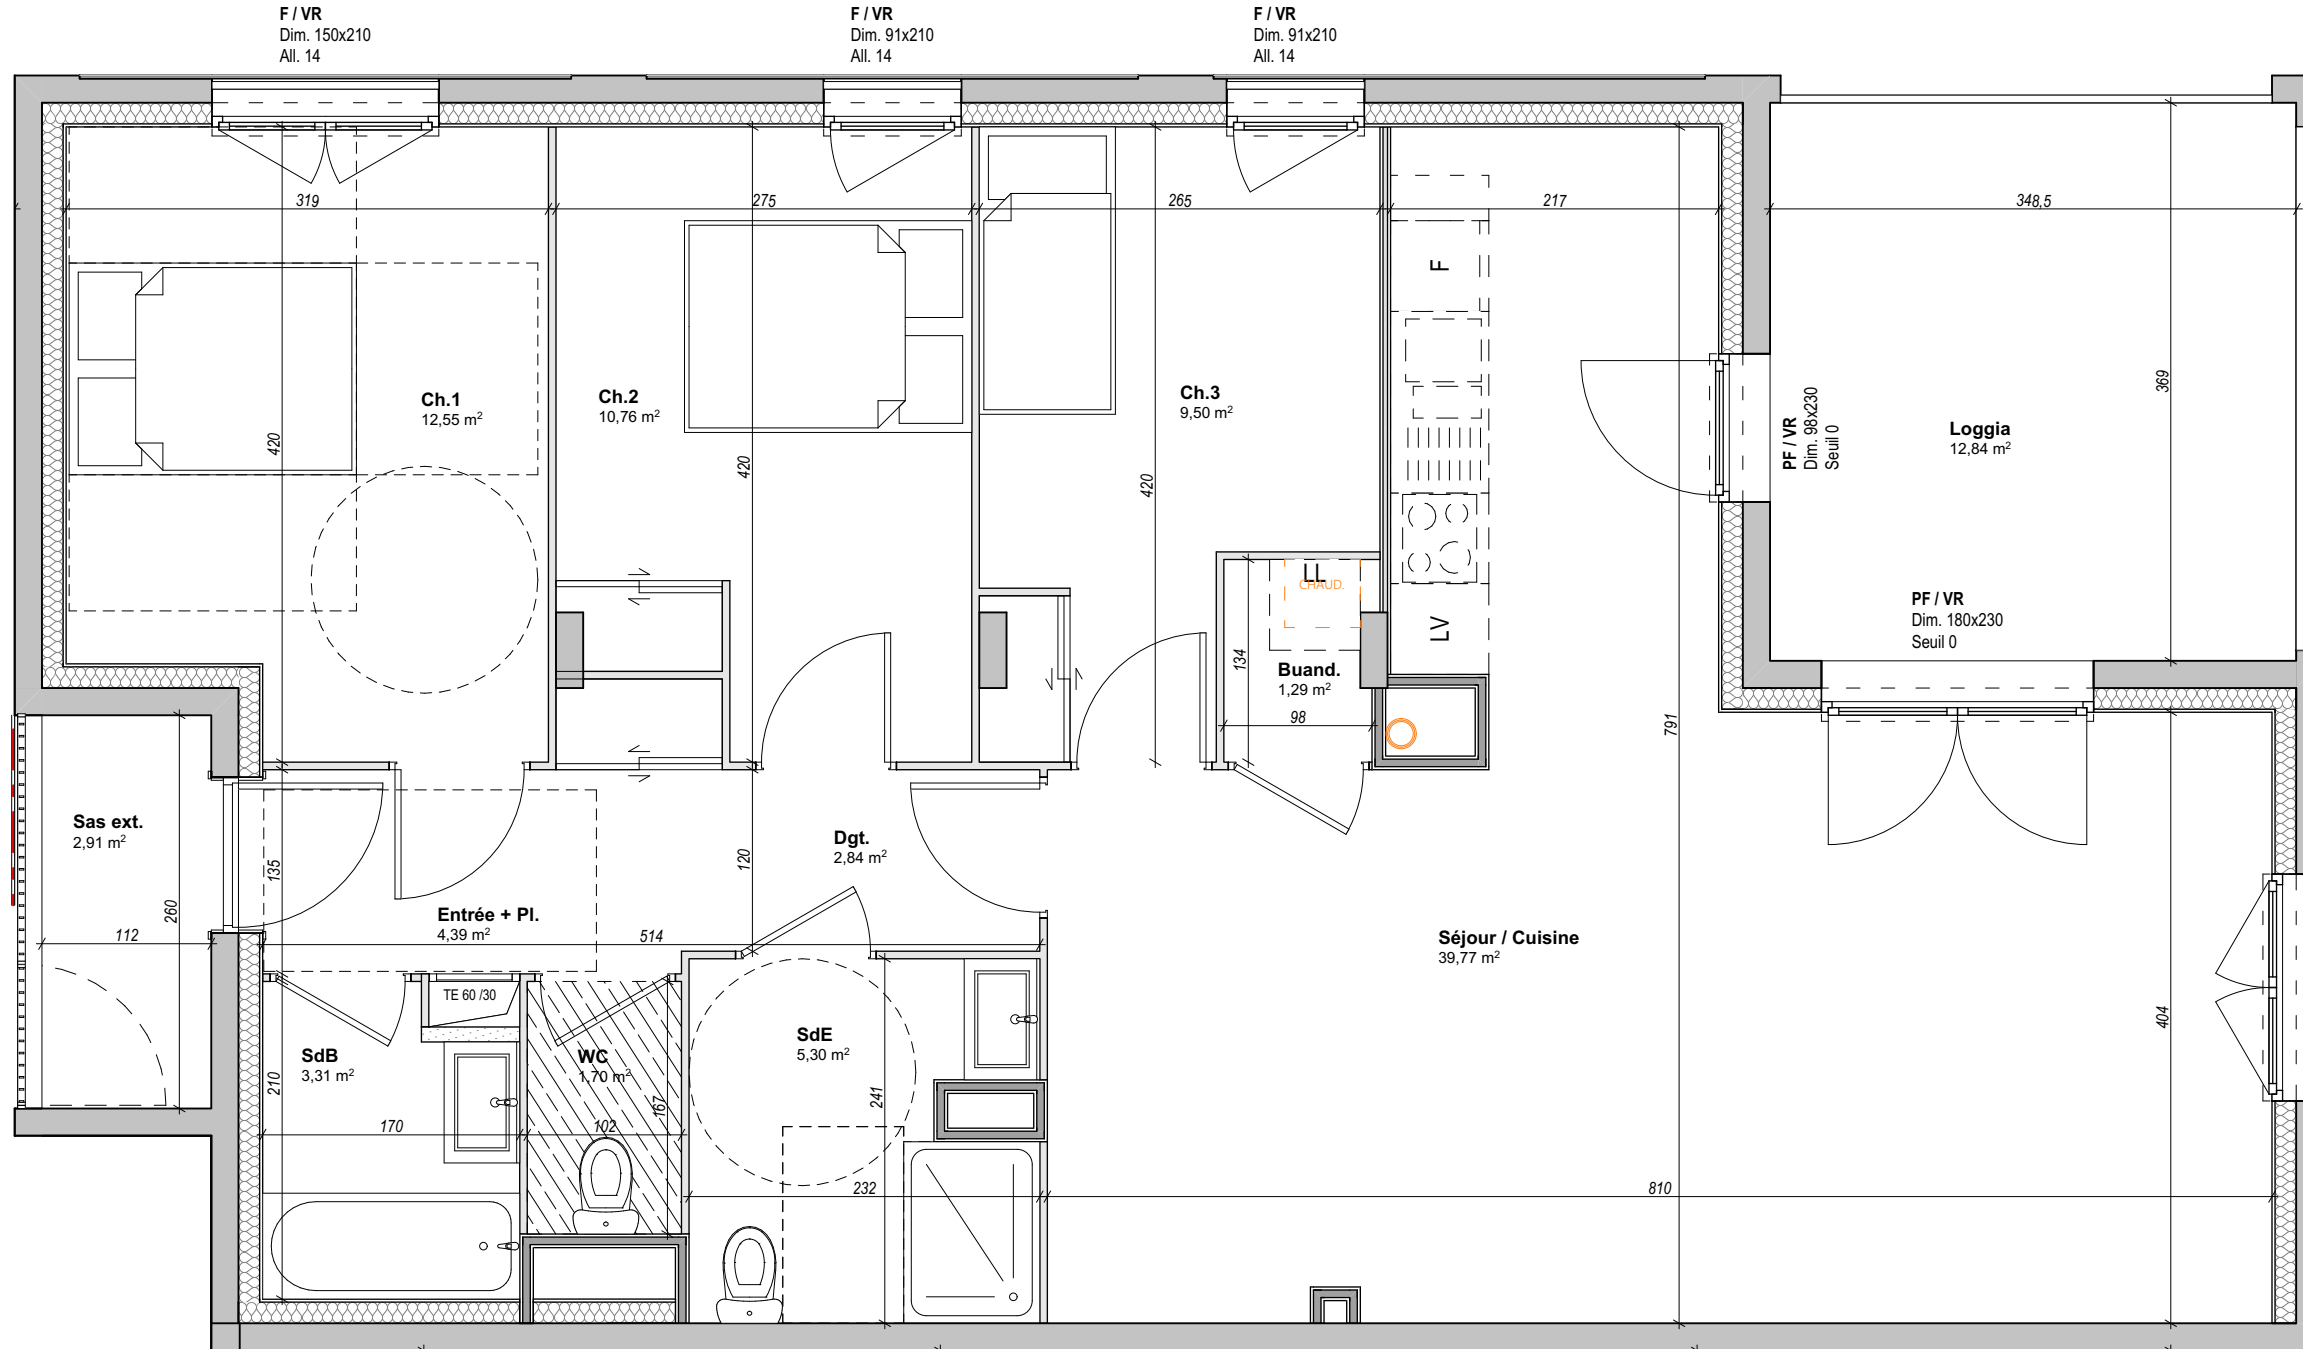 F / VR
Dim. 150x210
All. 14
F / VR
Dim. 91x210
All. 14
F / VR
Dim. 91x210
All. 14
319
275
265
217
348,5
F
Ch.1
12,55 m²
Ch.2
10,76 m²
Ch.3
9,50 m²
420
420
420
369
PF / VR
Dim. 98x230
Seuil 0
Loggia
12,84 m²
LL
CHAUD.
LV
PF / VR
Dim. 180x230
Seuil 0
134
Buand.
1,29 m²
98
791
Sas ext.
2,91 m²
135
260
112
Dgt.
2,84 m²
120
Entrée + Pl.
4,39 m²
514
Séjour / Cuisine
39,77 m²
404
TE 60 /30
SdB
3,31 m²
210
170
WC
1,70 m²
167
102
SdE
5,30 m²
241
232
810